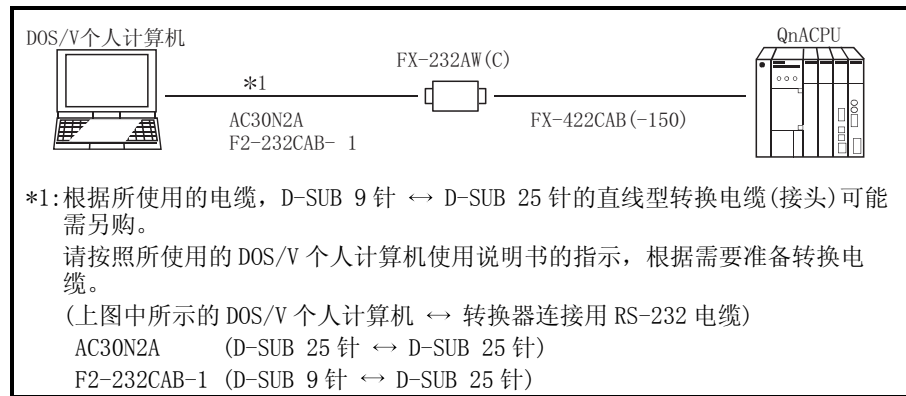 DOS/V个人计算机
QnACPU
FX-232AW(C)
*1
AC30N2A
F2-232CAB- 1
FX-422CAB(-150)
*1:根据所使用的电缆，D-SUB 9 针 ↔ D-SUB 25 针的直线型转换电缆(接头)可能
需另购。
请按照所使用的 DOS/V 个人计算机使用说明书的指示，根据需要准备转换电
缆。
(上图中所示的 DOS/V 个人计算机 ↔ 转换器连接用 RS-232 电缆)
AC30N2A (D-SUB 25 针 ↔ D-SUB 25 针)
F2-232CAB-1 (D-SUB 9 针 ↔ D-SUB 25 针)